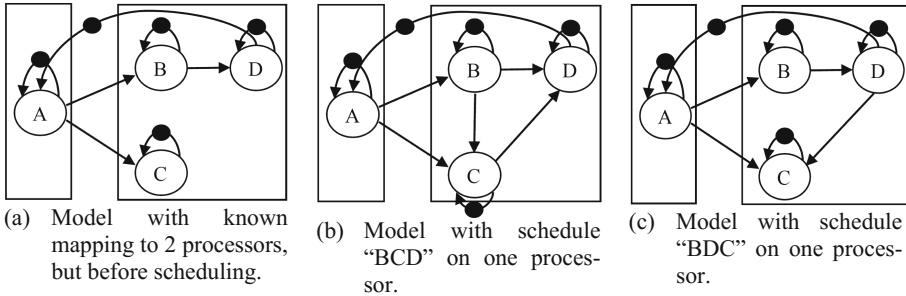 A
B
D
C
(a) Model with known
mapping to 2 processors,
but before scheduling.
A
B
D
C
(b) Model with schedule
“BCD” on one proces-
sor.
A
B
D
C
(c) Model with schedule
“BDC” on one proces-
sor.